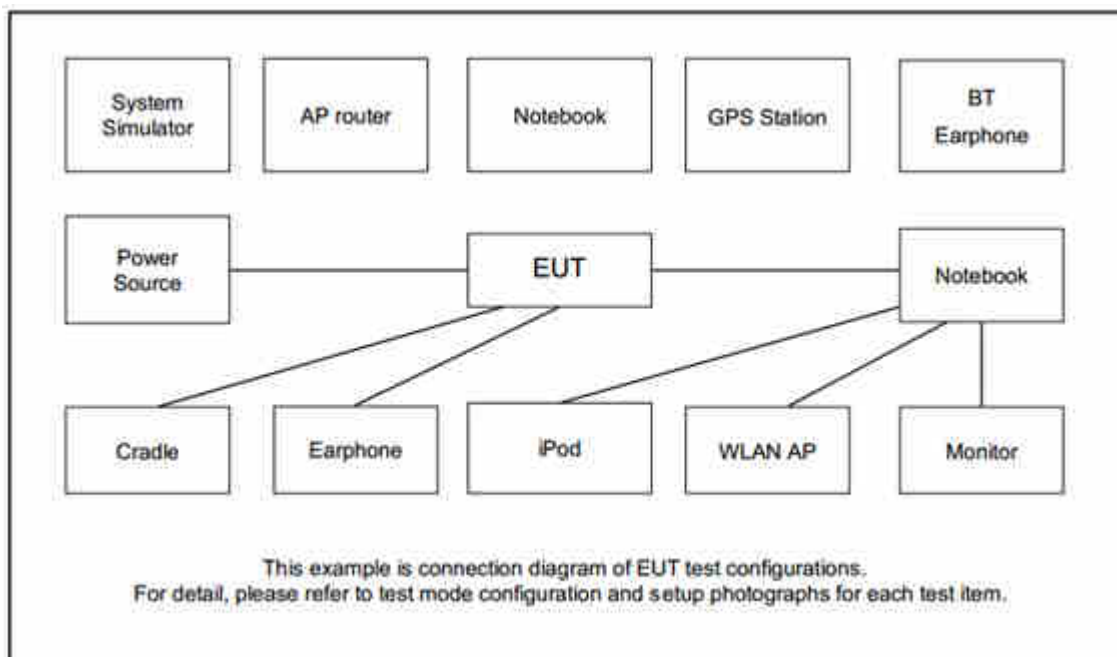 System
Simulator
AP router
Notebook
GPS Station
BT
Earphone
Power
Source
EUT
Notebook
Cradle
Earphone
iPod
WLAN AP
Monitor
This example is connection diagram of EUT test configurations.
For detail, please refer to test mode configuration and setup photographs for each test item.